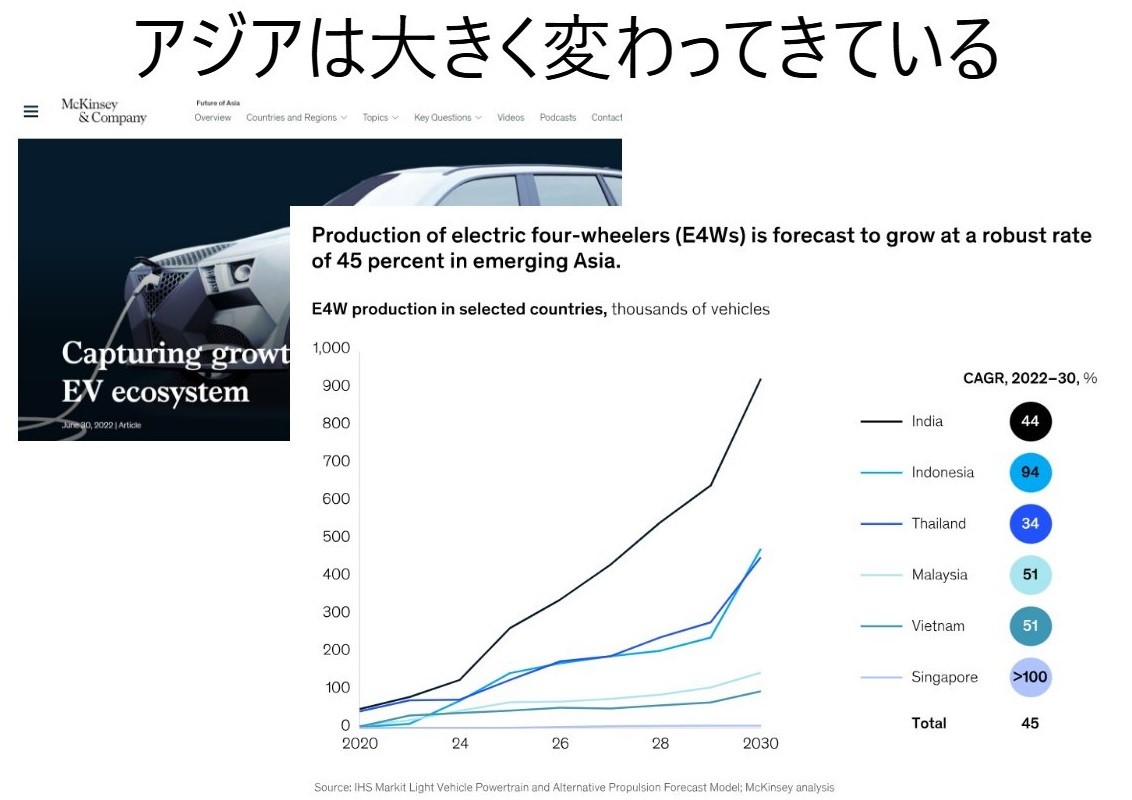 アジアは大きく変わってきている
McKinsey
& Company
Future of Asia
Overview Countries and Regions Topics Key Questions Videos Podcasts Contact
Capturing growt
EV ecosystem
June 30, 2022 | Article
Production of electric four-wheelers (E4Ws) is forecast to grow at a robust rate
of 45 percent in emerging Asia.
E4W production in selected countries, thousands of vehicles
1,000
900
800
700
600
500
400
300
200
100
0
2020 24 26 28 2030
CAGR, 2022–30, %
India 44
Indonesia 94
Thailand 34
Malaysia 51
Vietnam 51
Singapore >100
Total 45
Source: IHS Markit Light Vehicle Powertrain and Alternative Propulsion Forecast Model; McKinsey analysis